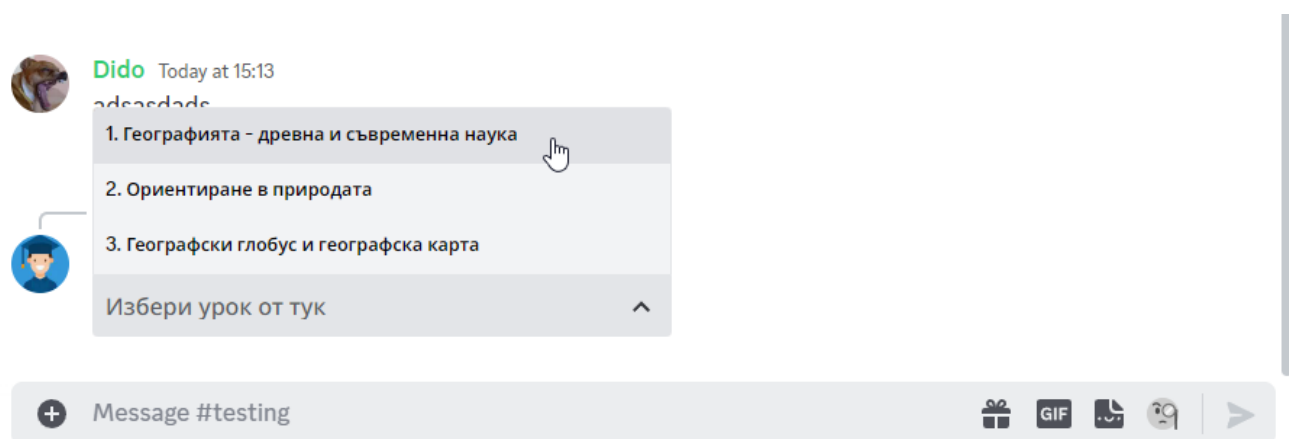 Dido Today at 15:13
adsasdads
1. Географията - древна и съвременна наука
2. Ориентиране в природата
3. Географски глобус и географска карта
Избери урок от тук
Message #testing
GIF